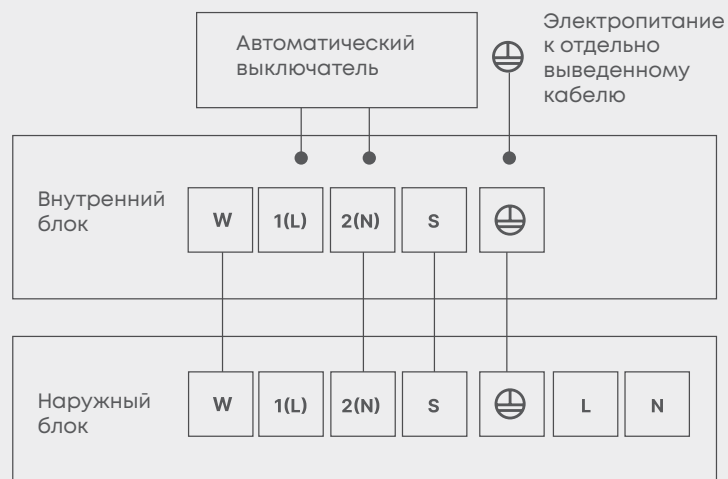 Автоматический
выключатель
Электропитание
к отдельно
выведенному
кабелю
Внутренний
блок
W 1(L) 2(N) S
Наружный
блок
W 1(L) 2(N) S L N